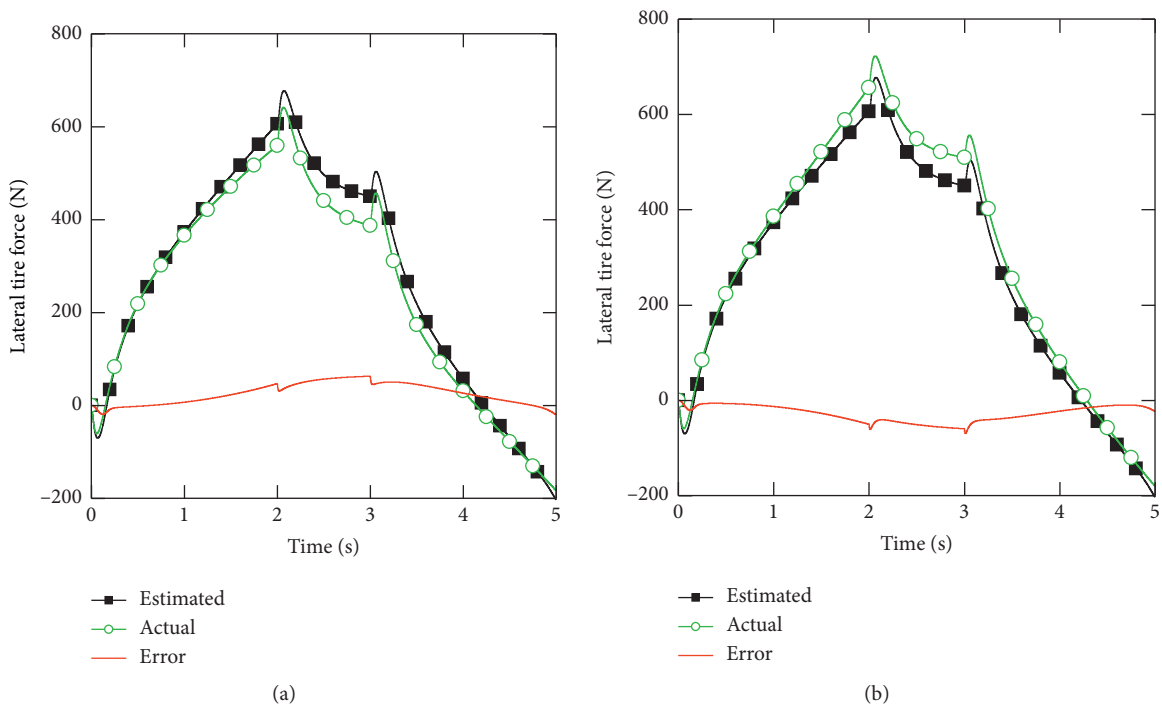 800
600
400
200
0
−200
Lateral tire force (N)
0 1 2 3 4 5
Time (s)
Estimated
Actual
Error
(a)
800
700
600
400
200
0
−200
Lateral tire force (N)
0 1 2 3 4 5
Time (s)
Estimated
Actual
Error
(b)